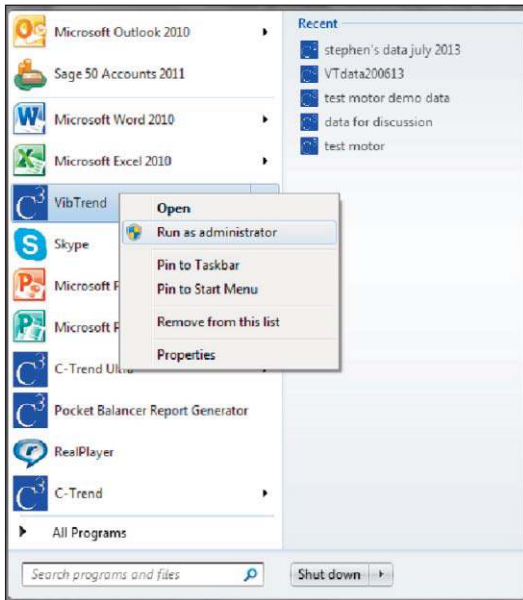 Microsoft Outlook 2010
Sage 50 Accounts 2011
Microsoft Word 2010
Microsoft Excel 2010
VibTrend
Skype
Microsoft P
Microsoft P
C-Trend Ultra
Pocket Balancer Report Generator
RealPlayer
C-Trend
All Programs
Search programs and files
Open
Run as administrator
Pin to Taskbar
Pin to Start Menu
Remove from this list
Properties
Recent
stephen's data july 2013
VTdata200613
test motor demo data
data for discussion
test motor
Shut down